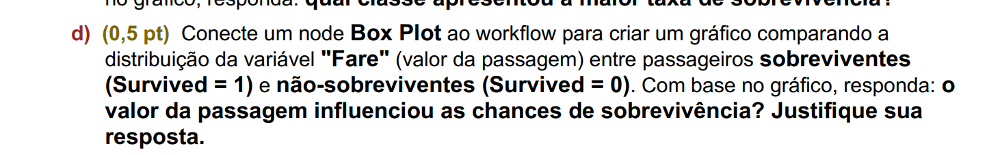 no gráfico, responda: qual classe apresentou a maior taxa de sobrevivência?
d) (0,5 pt) Conecte um node Box Plot ao workflow para criar um gráfico comparando a
distribuição da variável "Fare" (valor da passagem) entre passageiros sobreviventes
(Survived = 1) e não-sobreviventes (Survived = 0). Com base no gráfico, responda: o
valor da passagem influenciou as chances de sobrevivência? Justifique sua
resposta.